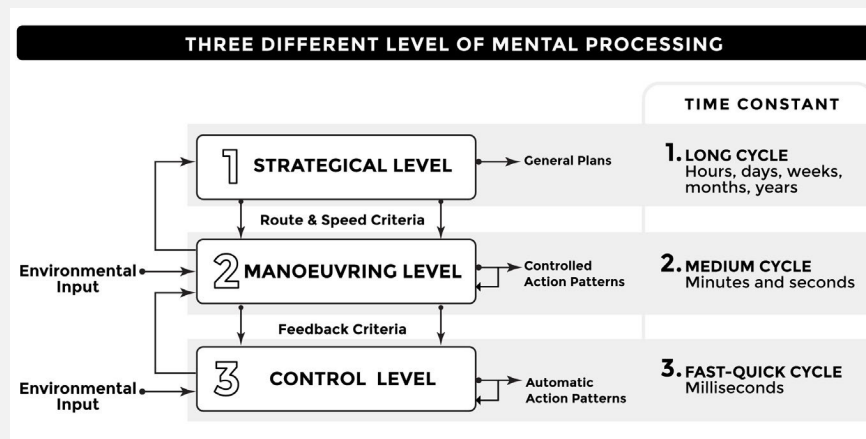 THREE DIFFERENT LEVEL OF MENTAL PROCESSING
TIME CONSTANT
1 STRATEGICAL LEVEL
General Plans
1. LONG CYCLE
Hours, days, weeks,
months, years
Route & Speed Criteria
Environmental
Input
2 MANOEUVRING LEVEL
Controlled
Action Patterns
2. MEDIUM CYCLE
Minutes and seconds
Feedback Criteria
Environmental
Input
3 CONTROL LEVEL
Automatic
Action Patterns
3. FAST-QUICK CYCLE
Milliseconds